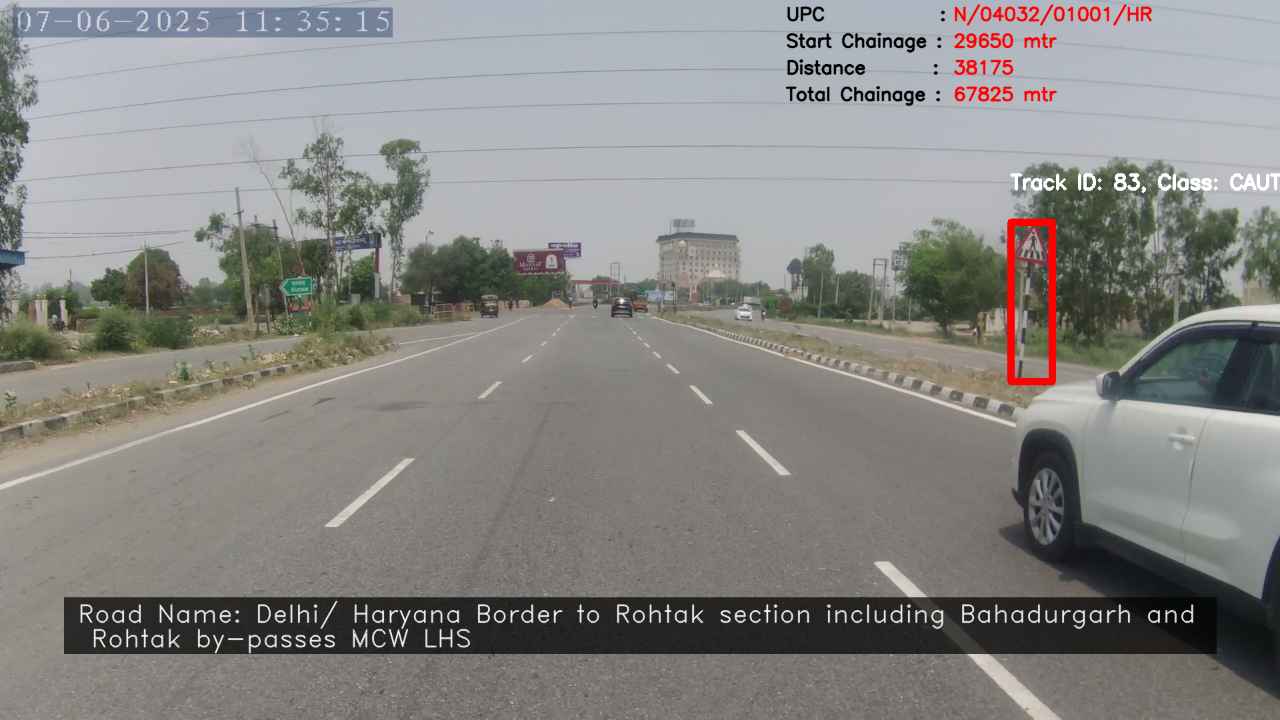 07-06-2025 11:35:15
UPC : N/04032/01001/HR
Start Chainage : 29650 mtr
Distance : 38175
Total Chainage : 67825 mtr
Track ID: 83, Class: CAUT
Road Name: Delhi/ Haryana Border to Rohtak section including Bahadurgarh and
Rohtak by-passes MCW LHS